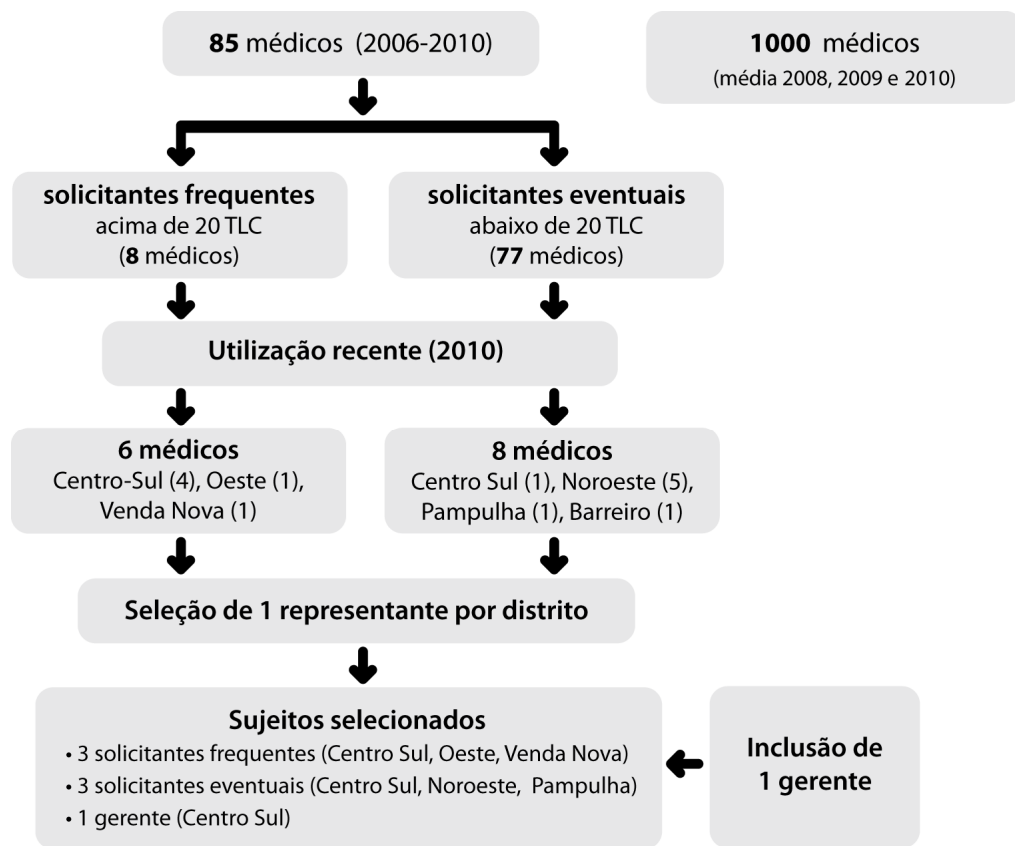 85 médicos (2006-2010)
1000 médicos
(média 2008, 2009 e 2010)
solicitantes frequentes
acima de 20 TLC
(8 médicos)
solicitantes eventuais
abaixo de 20 TLC
(77 médicos)
Utilização recente (2010)
6 médicos
Centro-Sul (4), Oeste (1),
Venda Nova (1)
8 médicos
Centro Sul (1), Noroeste (5),
Pampulha (1), Barreiro (1)
Seleção de 1 representante por distrito
Sujeitos selecionados
• 3 solicitantes frequentes (Centro Sul, Oeste, Venda Nova)
• 3 solicitantes eventuais (Centro Sul, Noroeste, Pampulha)
• 1 gerente (Centro Sul)
Inclusão de
1 gerente